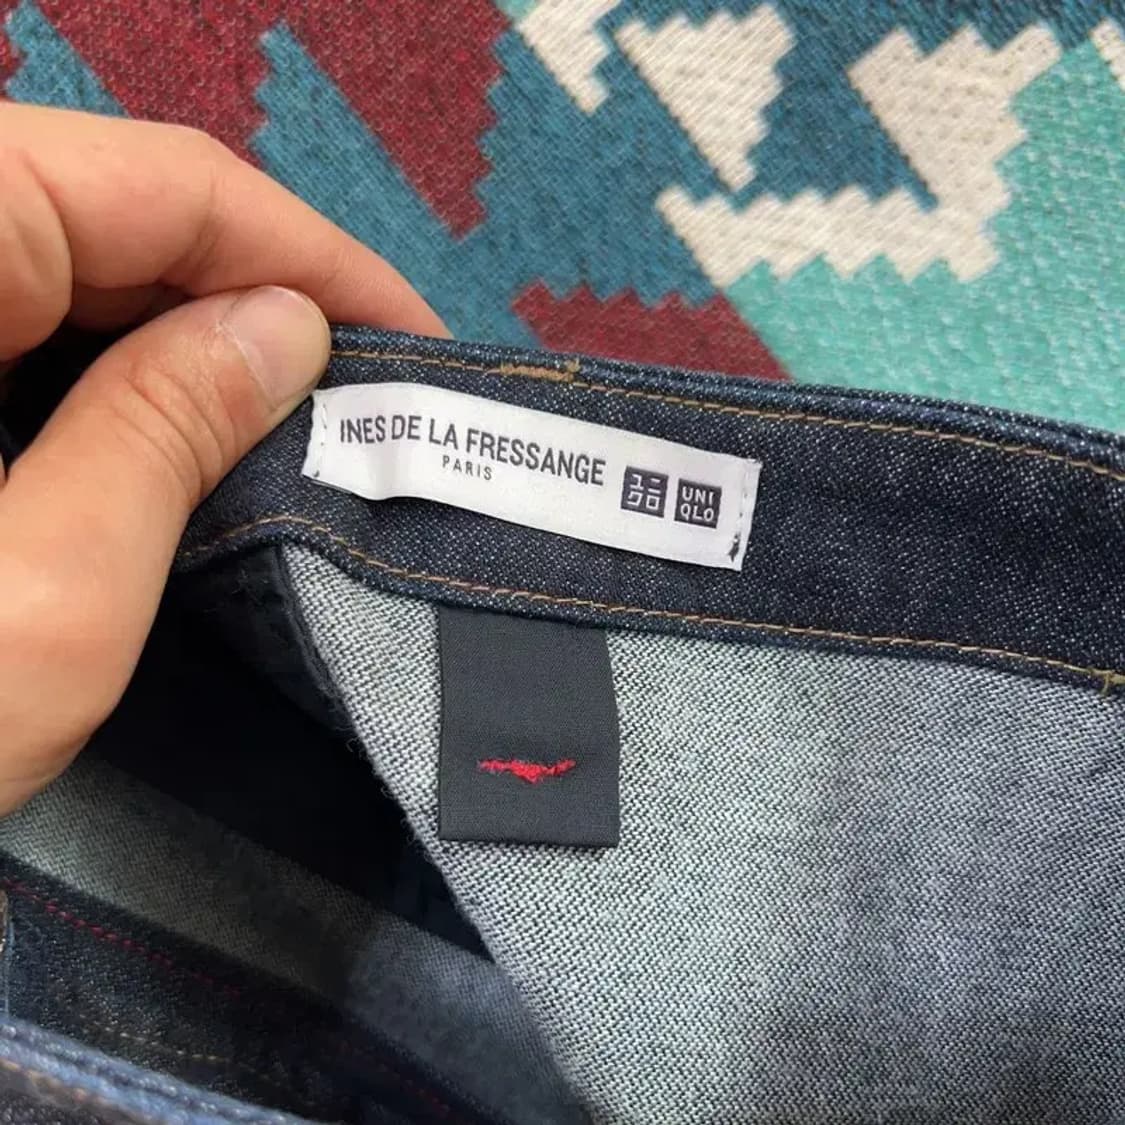 INES DE LA FRESSANGE
PARIS
ユニ
クロ
UNI
QLO